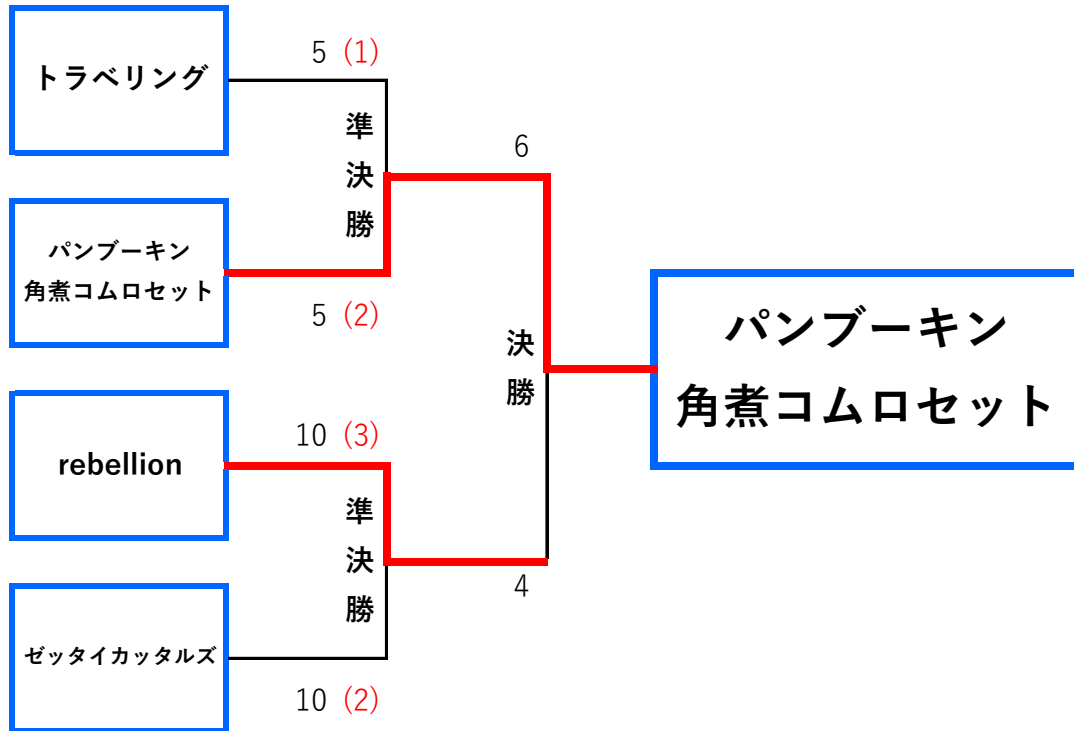 トラベリング
5 (1)
準決勝
パンブーキン
角煮コムロセット
5 (2)
6
決勝
パンブーキン
角煮コムロセット
rebellion
10 (3)
準決勝
ゼッタイカッタルズ
10 (2)
4